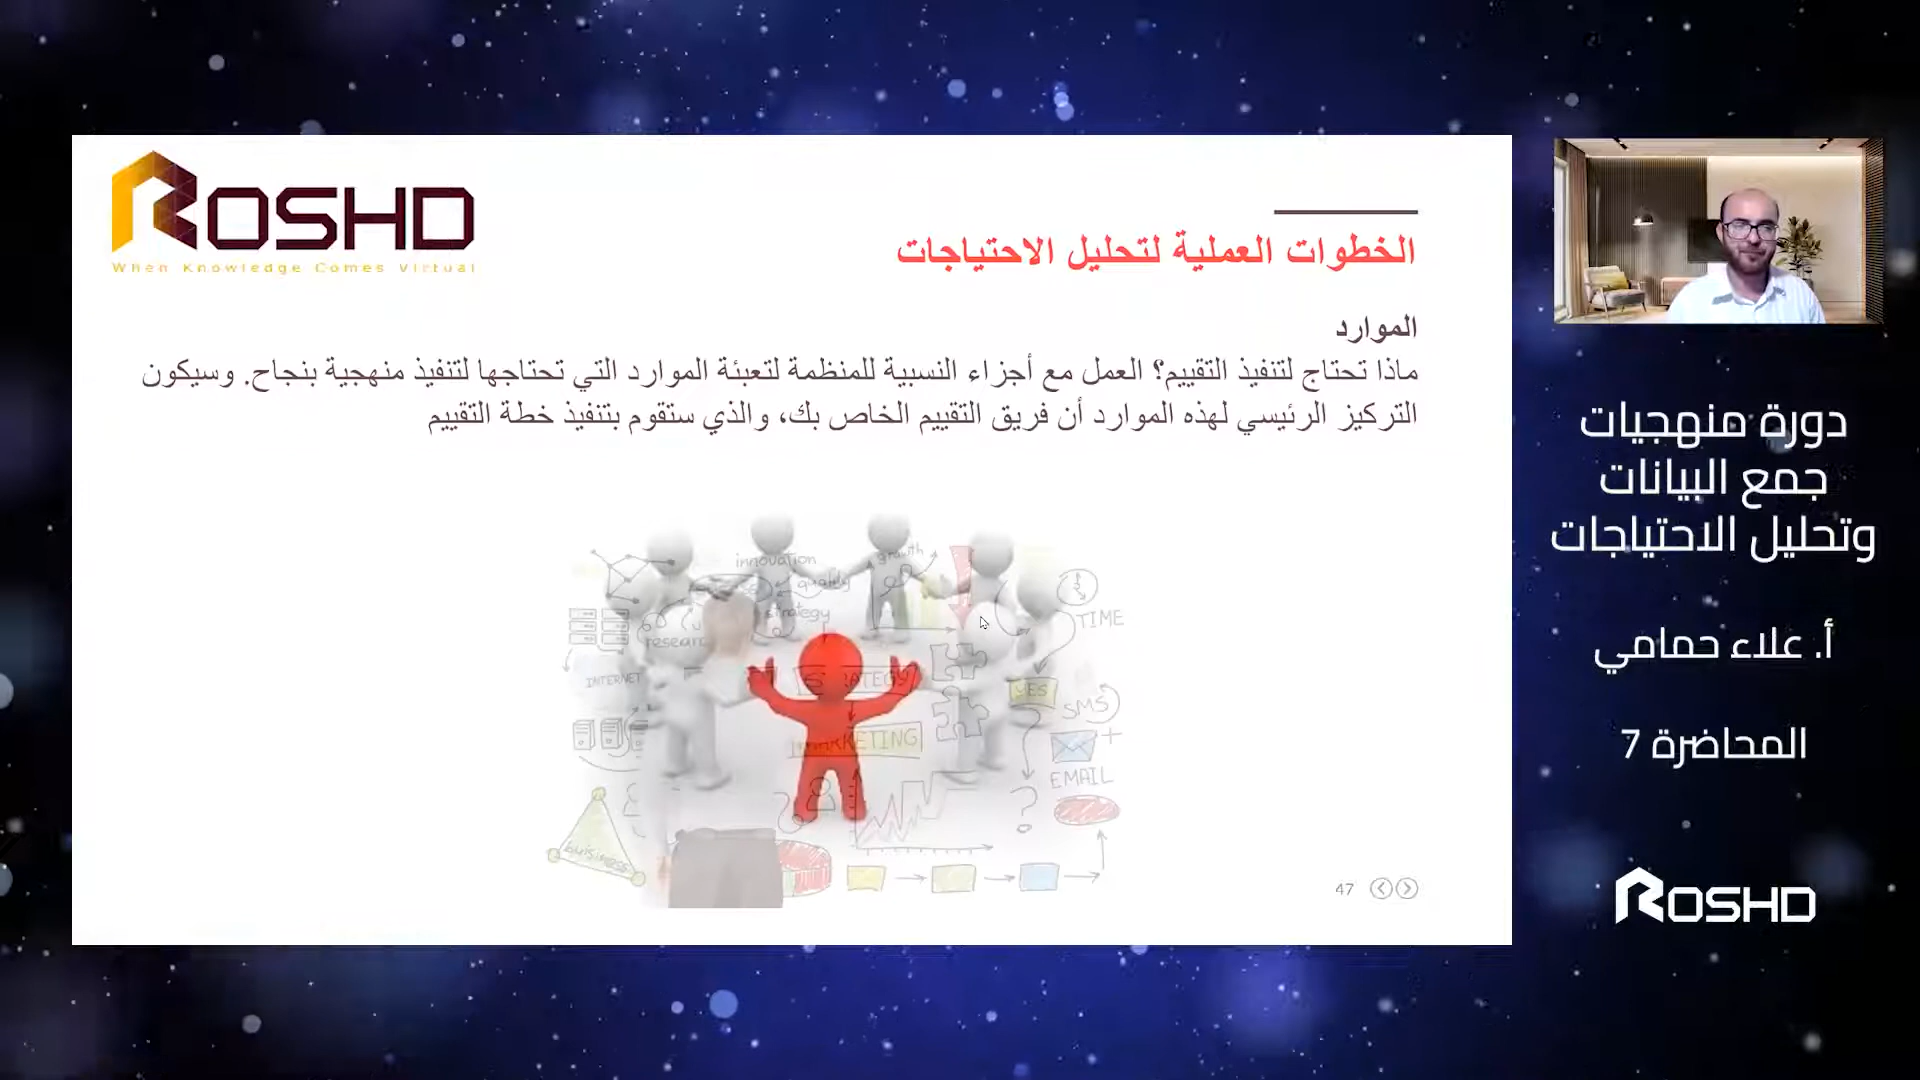 ROSHD
When Knowledge Comes Virtual
الخطوات العملية لتحليل الاحتياجات
الموارد
ماذا تحتاج لتنفيذ التقييم؟ العمل مع أجزاء النسبية للمنظمة لتعبئة الموارد التي تحتاجها لتنفيذ منهجية بنجاح. وسيكون
التركيز الرئيسي لهذه الموارد أن فريق التقييم الخاص بك، والذي سنقوم بتنفيذ خطة التقييم
innovation
growth
quality
strategy
research
TIME
INTERNET
STRATEGY
YES
SMS
MARKETING
EMAIL
business
47
دورة منهجيات
جمع البيانات
وتحليل الاحتياجات
أ. علاء حمامي
المحاضرة 7
ROSHD